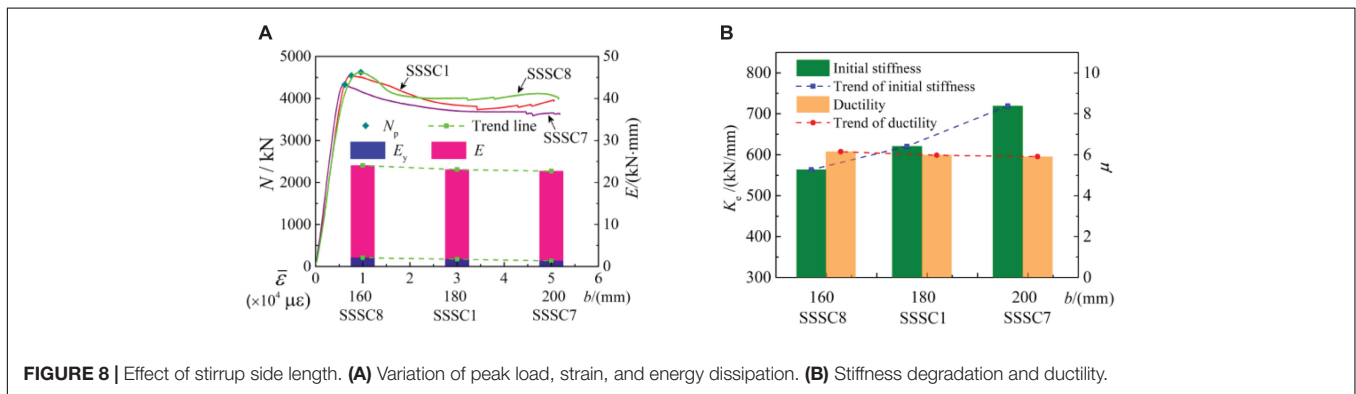 A
B
5000
50
4000
40
3000
30
2000
20
1000
10
0
0
N / kN
E/(kN·mm)
SSSC1
SSSC8
SSSC7
Np
Trend line
Ey
E
0 1 2 3 4 5 6
ε̄
(×10⁴ με)
160 180 200 b/(mm)
SSSC8 SSSC1 SSSC7
800
700
600
500
400
300
Ke /(kN/mm)
Initial stiffness
Trend of initial stiffness
Ductility
Trend of ductility
10
8
6
4
2
0
μ
160 180 200 b/(mm)
SSSC8 SSSC1 SSSC7
FIGURE 8 | Effect of stirrup side length. (A) Variation of peak load, strain, and energy dissipation. (B) Stiffness degradation and ductility.